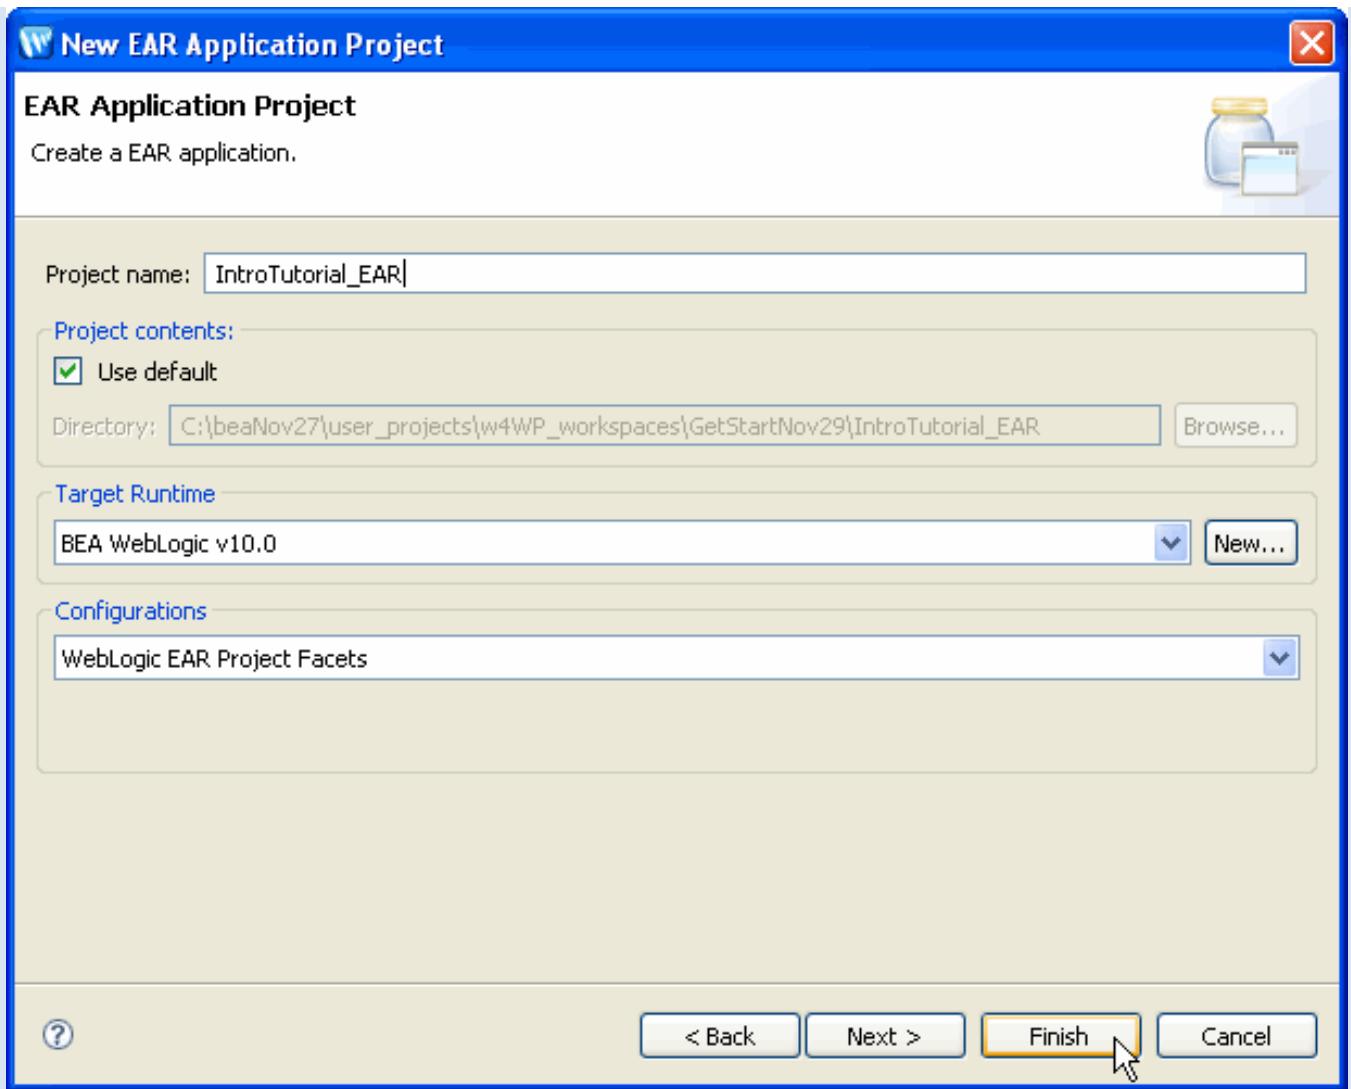 New EAR Application Project
EAR Application Project
Create a EAR application.
Project name: IntroTutorial_EAR
Project contents:
Use default
Directory: C:\beaNov27\user_projects\w4WP_workspaces\GetStartNov29\IntroTutorial_EAR Browse...
Target Runtime
BEA WebLogic v10.0 New...
Configurations
WebLogic EAR Project Facets
? < Back Next > Finish Cancel